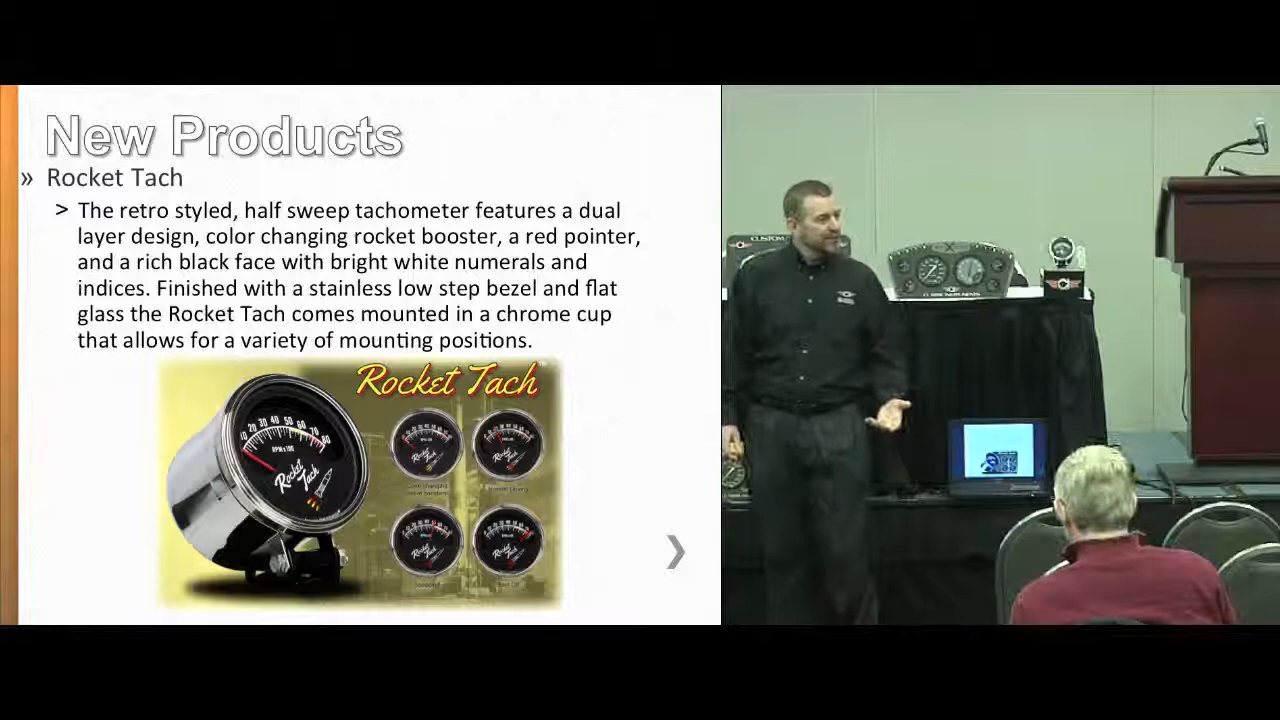 New Products
» Rocket Tach
> The retro styled, half sweep tachometer features a dual
layer design, color changing rocket booster, a red pointer,
and a rich black face with bright white numerals and
indices. Finished with a stainless low step bezel and flat
glass the Rocket Tach comes mounted in a chrome cup
that allows for a variety of mounting positions.
Rocket Tach
10 20 30 40 50 60 70 80
RPM x 100
Rocket
Tach
CUSTOM